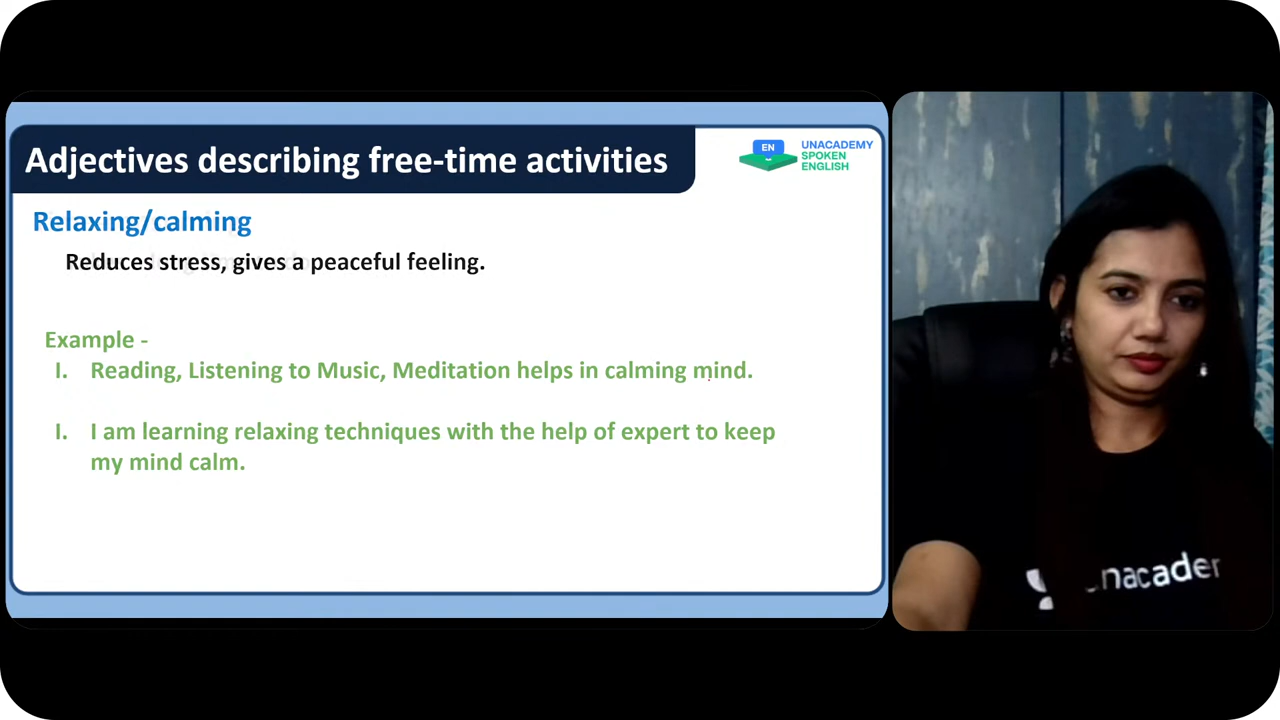 Adjectives describing free-time activities
EN
UNACADEMY
SPOKEN
ENGLISH
Relaxing/calming
Reduces stress, gives a peaceful feeling.
Example -
I. Reading, Listening to Music, Meditation helps in calming mind.
I. I am learning relaxing techniques with the help of expert to keep
my mind calm.
unacader